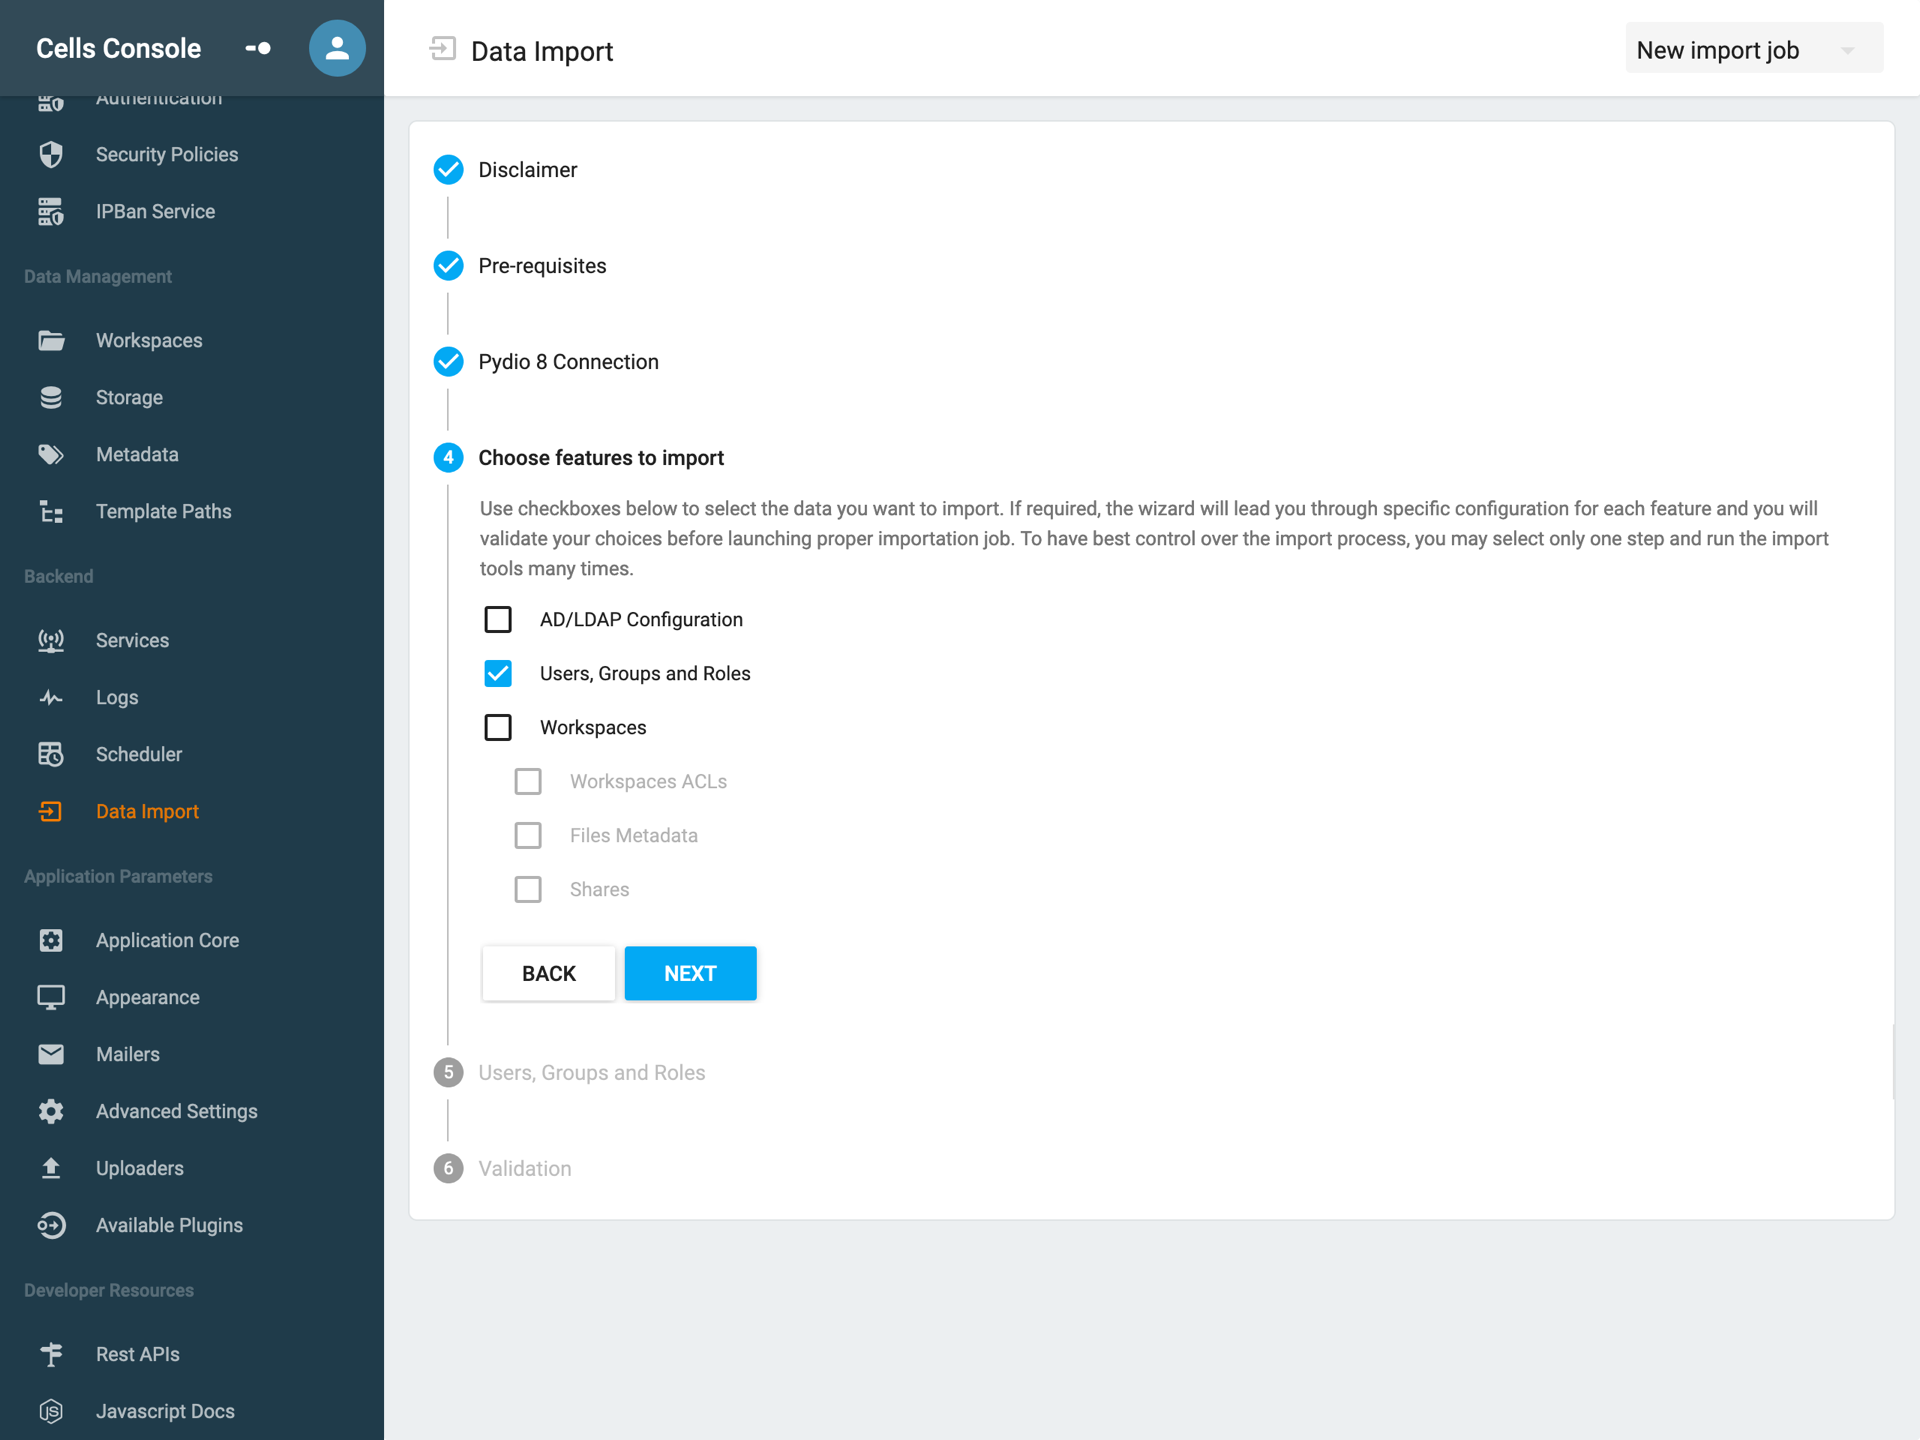 Cells Console
Authentication
Security Policies
IPBan Service
Data Management
Workspaces
Storage
Metadata
Template Paths
Backend
Services
Logs
Scheduler
Data Import
Application Parameters
Application Core
Appearance
Mailers
Advanced Settings
Uploaders
Available Plugins
Developer Resources
Rest APIs
JS
Javascript Docs
Data Import
New import job
Disclaimer
Pre-requisites
Pydio 8 Connection
4 Choose features to import
Use checkboxes below to select the data you want to import. If required, the wizard will lead you through specific configuration for each feature and you will
validate your choices before launching proper importation job. To have best control over the import process, you may select only one step and run the import
tools many times.
AD/LDAP Configuration
Users, Groups and Roles
Workspaces
Workspaces ACLs
Files Metadata
Shares
BACK NEXT
5 Users, Groups and Roles
6 Validation